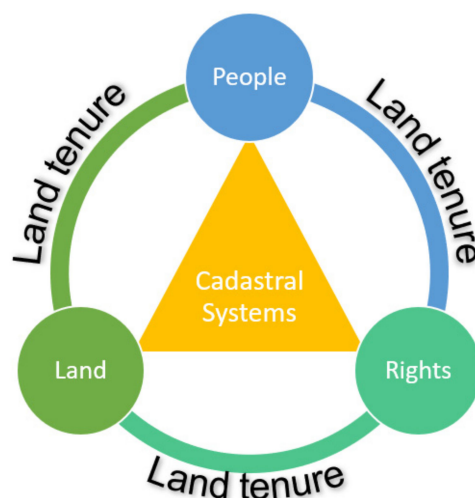 People
Land tenure
Land tenure
Cadastral
Systems
Land
Rights
Land tenure